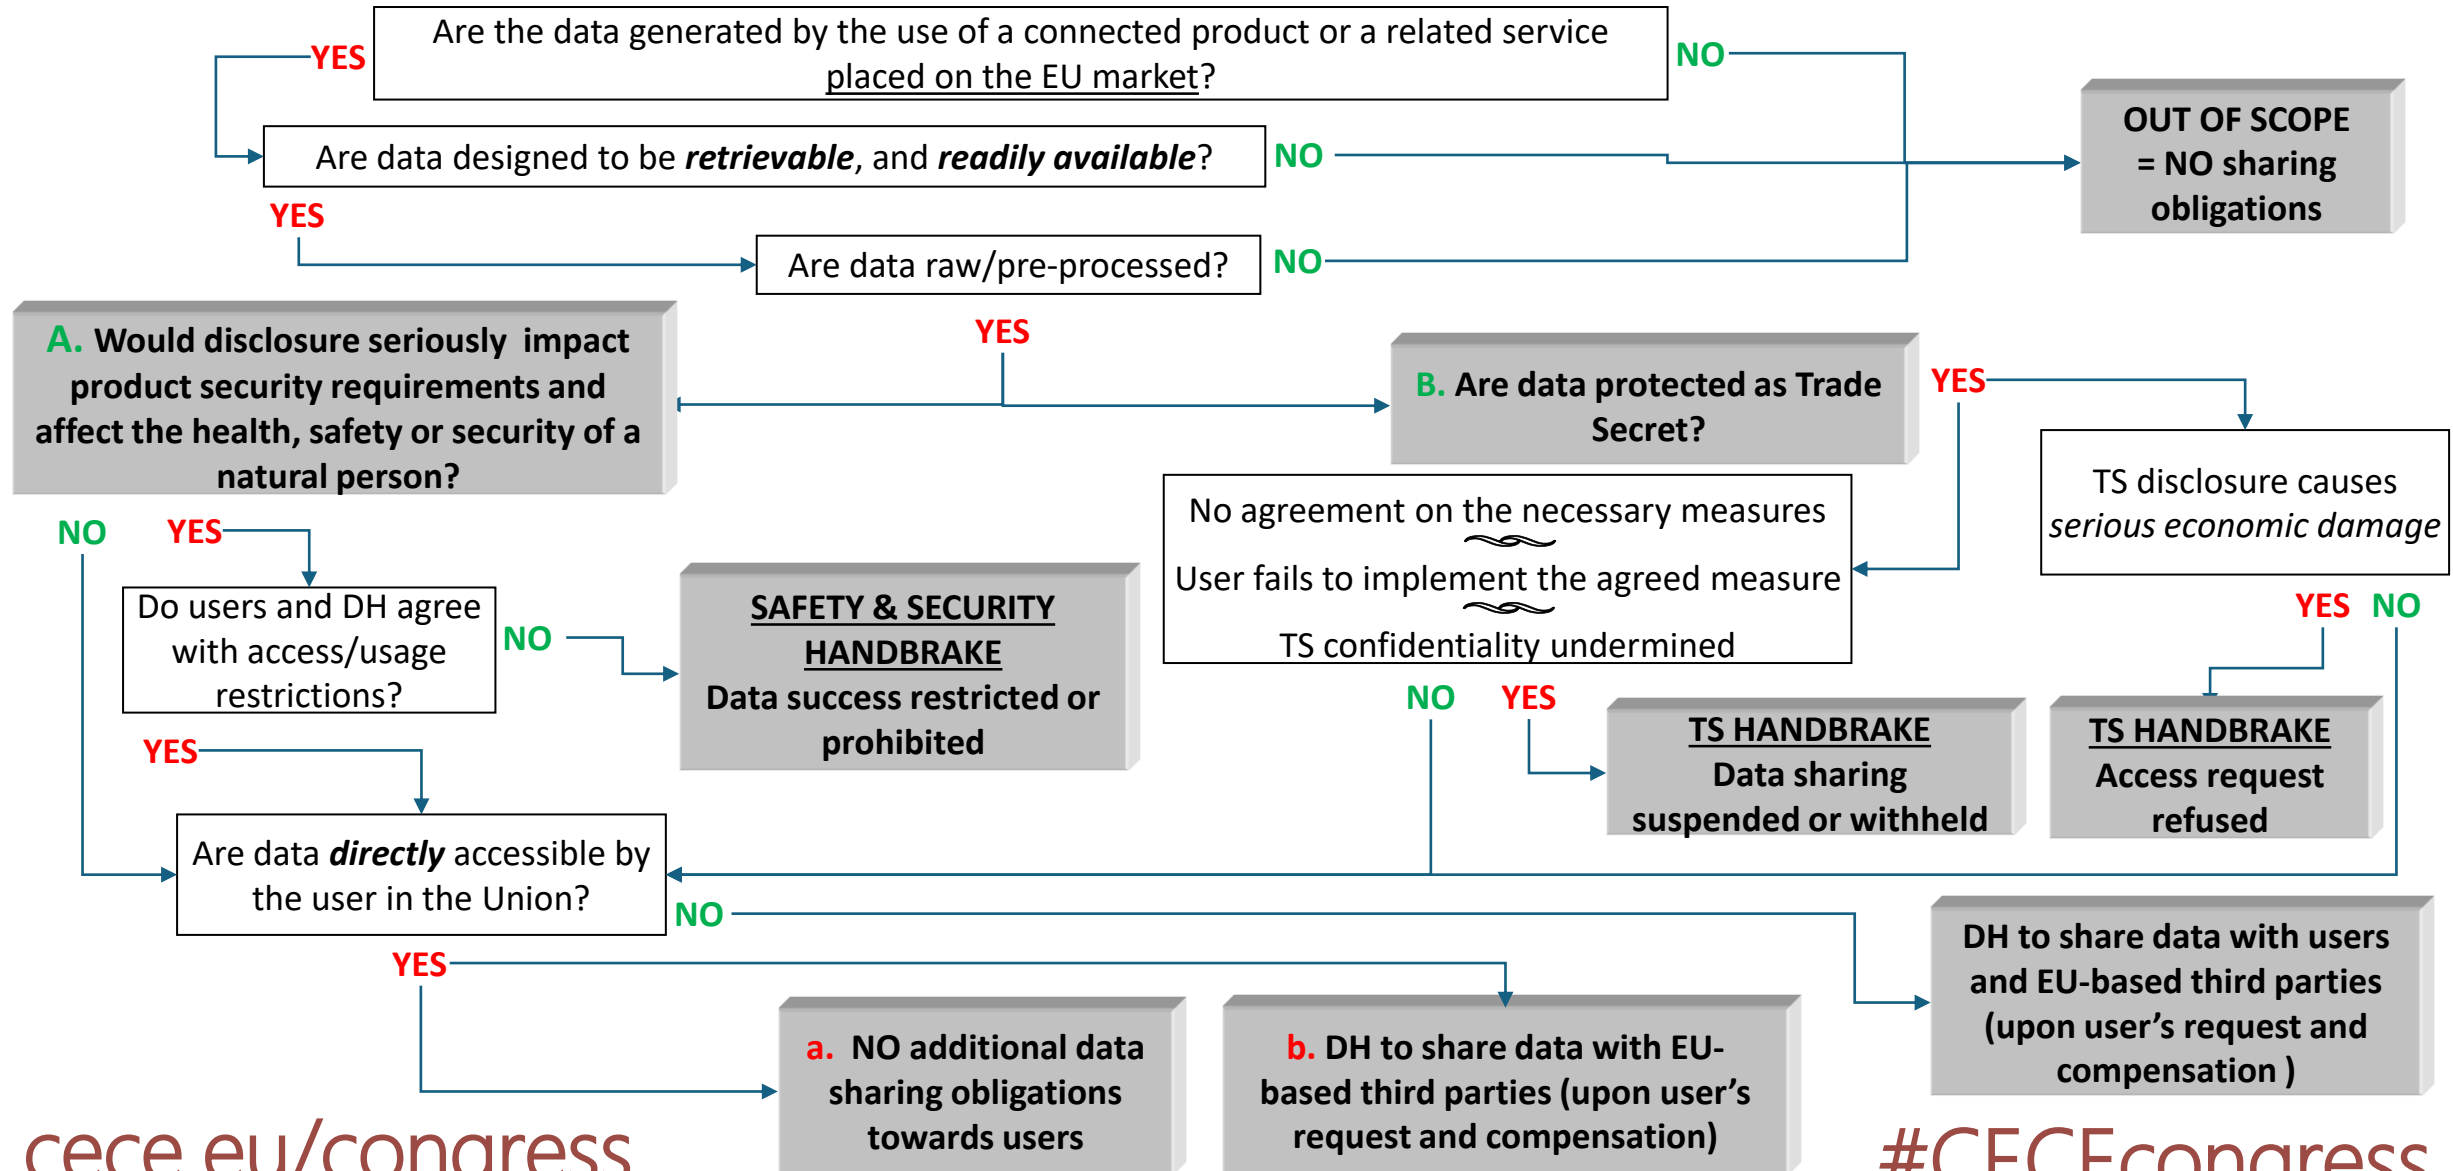 Are the data generated by the use of a connected product or a related service
placed on the EU market?
YES
NO
OUT OF SCOPE
= NO sharing
obligations
Are data designed to be retrievable, and readily available?
NO
YES
Are data raw/pre-processed?
NO
YES
A. Would disclosure seriously impact
product security requirements and
affect the health, safety or security of a
natural person?
B. Are data protected as Trade
Secret?
YES
TS disclosure causes
serious economic damage
No agreement on the necessary measures
User fails to implement the agreed measure
TS confidentiality undermined
NO
YES
Do users and DH agree
with access/usage
restrictions?
NO
SAFETY & SECURITY
HANDBRAKE
Data success restricted or
prohibited
YES
NO
NO
YES
TS HANDBRAKE
Data sharing
suspended or withheld
TS HANDBRAKE
Access request
refused
YES
Are data directly accessible by
the user in the Union?
NO
DH to share data with users
and EU-based third parties
(upon user's request and
compensation )
YES
a. NO additional data
sharing obligations
towards users
b. DH to share data with EU-
based third parties (upon user's
request and compensation)
cece.eu/congress
#CECEcongress